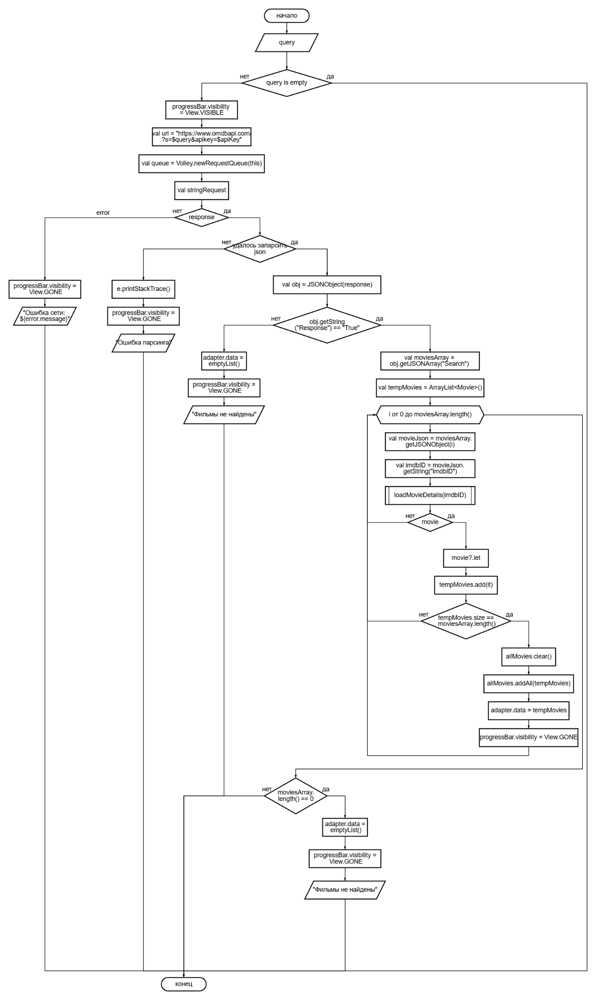 начало
query
нет
да
query is empty
progressBar.visibility
= View.VISIBLE
val url = "https://www.omdbapi.com/
?s=$query&apikey=$apiKey"
val queue = Volley.newRequestQueue(this)
val stringRequest
error
нет
да
response
нет
да
удалось запарсить
json
progressBar.visibility =
View.GONE
"Ошибка сети:
${error.message}"
e.printStackTrace()
progressBar.visibility =
View.GONE
"Ошибка парсинга"
val obj = JSONObject(response)
нет
да
obj.getString
("Response") == "True"
adapter.data =
emptyList()
progressBar.visibility =
View.GONE
"Фильмы не найдены"
val moviesArray =
obj.getJSONArray("Search")
val tempMovies = ArrayList<Movie>()
i от 0 до moviesArray.length()
val movieJson = moviesArray.
getJSONObject(i)
val imdbID = movieJson.
getString("imdbID")
loadMovieDetails(imdbID)
нет
да
movie
movie?.let
tempMovies.add(it)
нет
да
tempMovies.size ==
moviesArray.length()
allMovies.clear()
allMovies.addAll(tempMovies)
adapter.data = tempMovies
progressBar.visibility = View.GONE
нет
да
moviesArray.
length() == 0
adapter.data =
emptyList()
progressBar.visibility =
View.GONE
"Фильмы не найдены"
конец